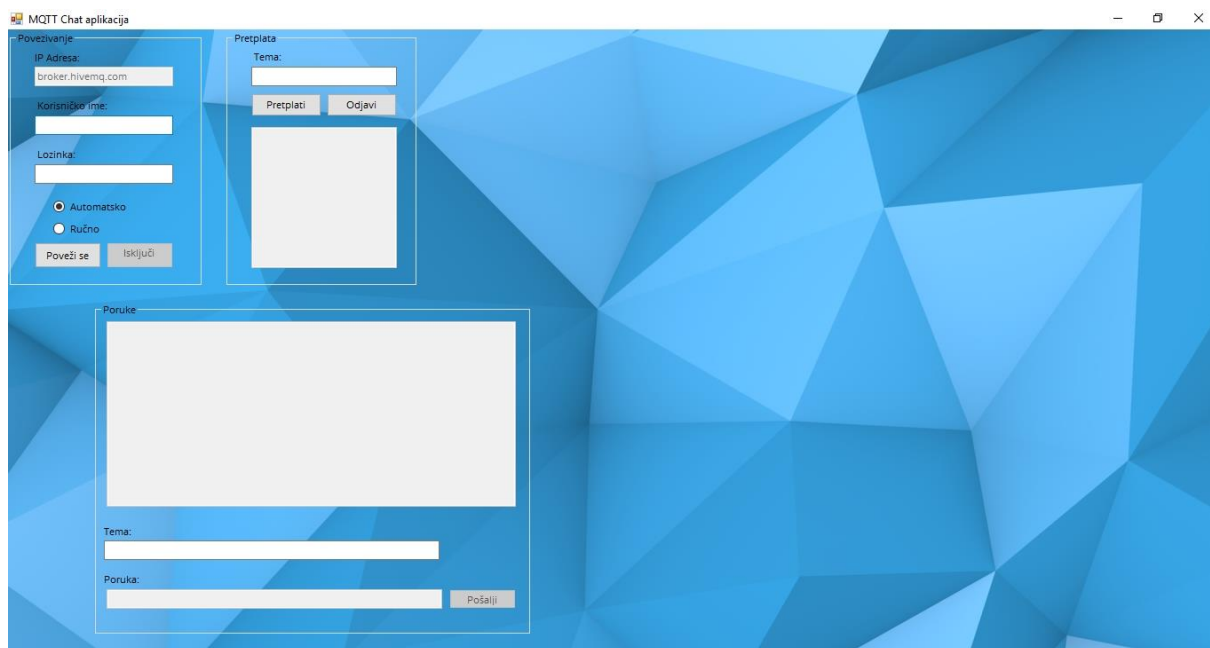 MQTT Chat aplikacija
Povezivanje
IP Adresa:
broker.hivemq.com
Korisničko ime:
Lozinka:
Automatsko
Ručno
Poveži se
Isključi
Pretplata
Tema:
Pretplati
Odjavi
Poruke
Tema:
Poruka:
Pošalji